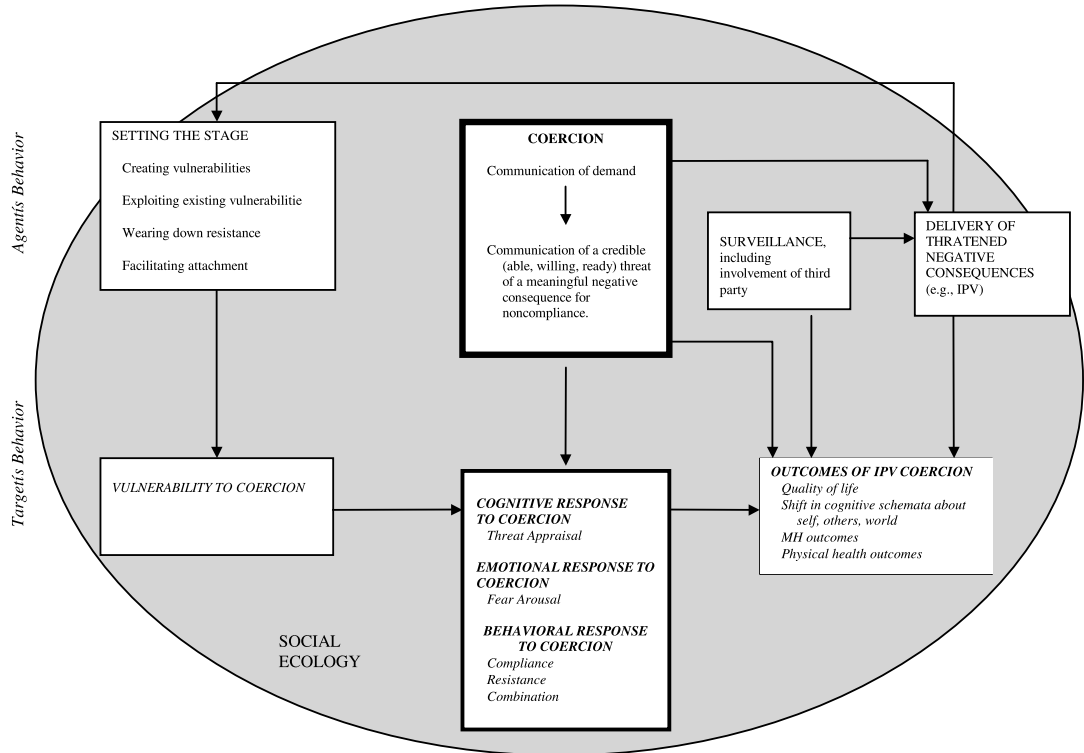 Agentís Behavior
SETTING THE STAGE
Creating vulnerabilities
Exploiting existing vulnerabilitie
Wearing down resistance
Facilitating attachment
COERCION
Communication of demand
Communication of a credible
(able, willing, ready) threat
of a meaningful negative
consequence for
noncompliance.
SURVEILLANCE,
including
involvement of third
party
DELIVERY OF
THRATENED
NEGATIVE
CONSEQUENCES
(e.g., IPV)
Targetís Behavior
VULNERABILITY TO COERCION
COGNITIVE RESPONSE
TO COERCION
Threat Appraisal
EMOTIONAL RESPONSE TO
COERCION
Fear Arousal
BEHAVIORAL RESPONSE
TO COERCION
Compliance
Resistance
Combination
OUTCOMES OF IPV COERCION
Quality of life
Shift in cognitive schemata about
self, others, world
MH outcomes
Physical health outcomes
SOCIAL
ECOLOGY